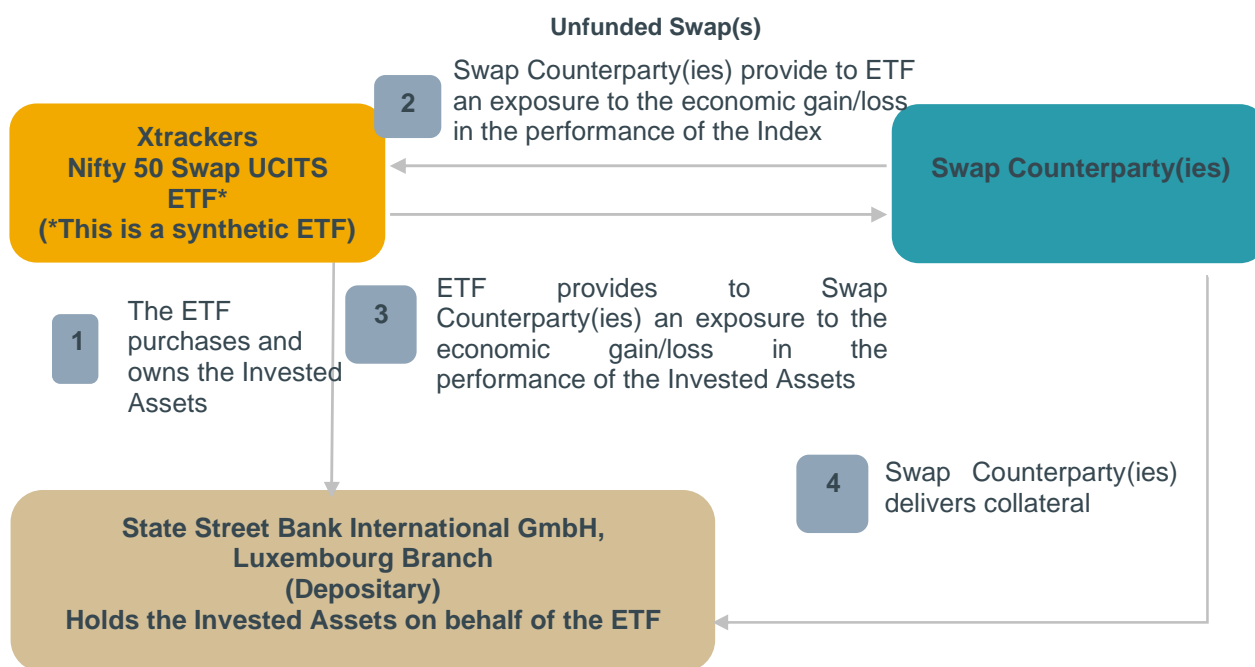 Unfunded Swap(s)
2
Swap Counterparty(ies) provide to ETF
an exposure to the economic gain/loss
in the performance of the Index
Xtrackers
Nifty 50 Swap UCITS
ETF*
(*This is a synthetic ETF)
Swap Counterparty(ies)
1
The ETF
purchases and
owns the Invested
Assets
3
ETF provides to Swap
Counterparty(ies) an exposure to the
economic gain/loss in the
performance of the Invested Assets
4
Swap Counterparty(ies)
delivers collateral
State Street Bank International GmbH,
Luxembourg Branch
(Depositary)
Holds the Invested Assets on behalf of the ETF